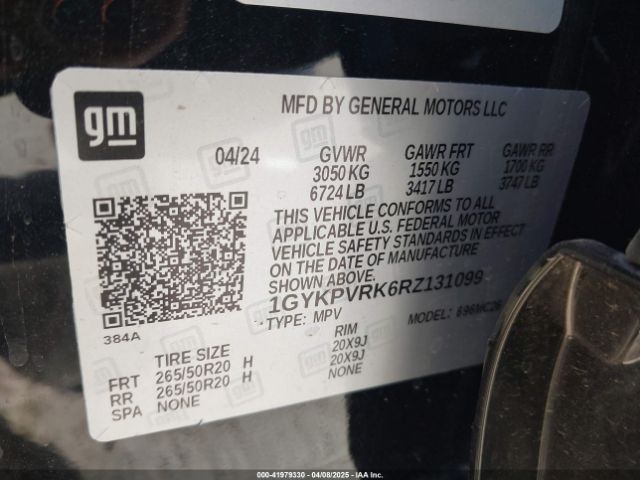 gm
MFD BY GENERAL MOTORS LLC
04/24 GVWR GAWR FRT GAWR RR
3050 KG 1550 KG 1700 KG
6724 LB 3417 LB 3747 LB
THIS VEHICLE CONFORMS TO ALL
APPLICABLE U.S. FEDERAL MOTOR
VEHICLE SAFETY STANDARDS IN EFFECT
ON THE DATE OF MANUFACTURE
SHOWN ABOVE.
1GYKPVRK6RZ131099
TYPE: MPV MODEL: 696MC26
384A
TIRE SIZE RIM
FRT 265/50R20 H 20X9J
RR 265/50R20 H 20X9J
SPA NONE NONE
000-41979330 - 04/08/2025 - IAA Inc.